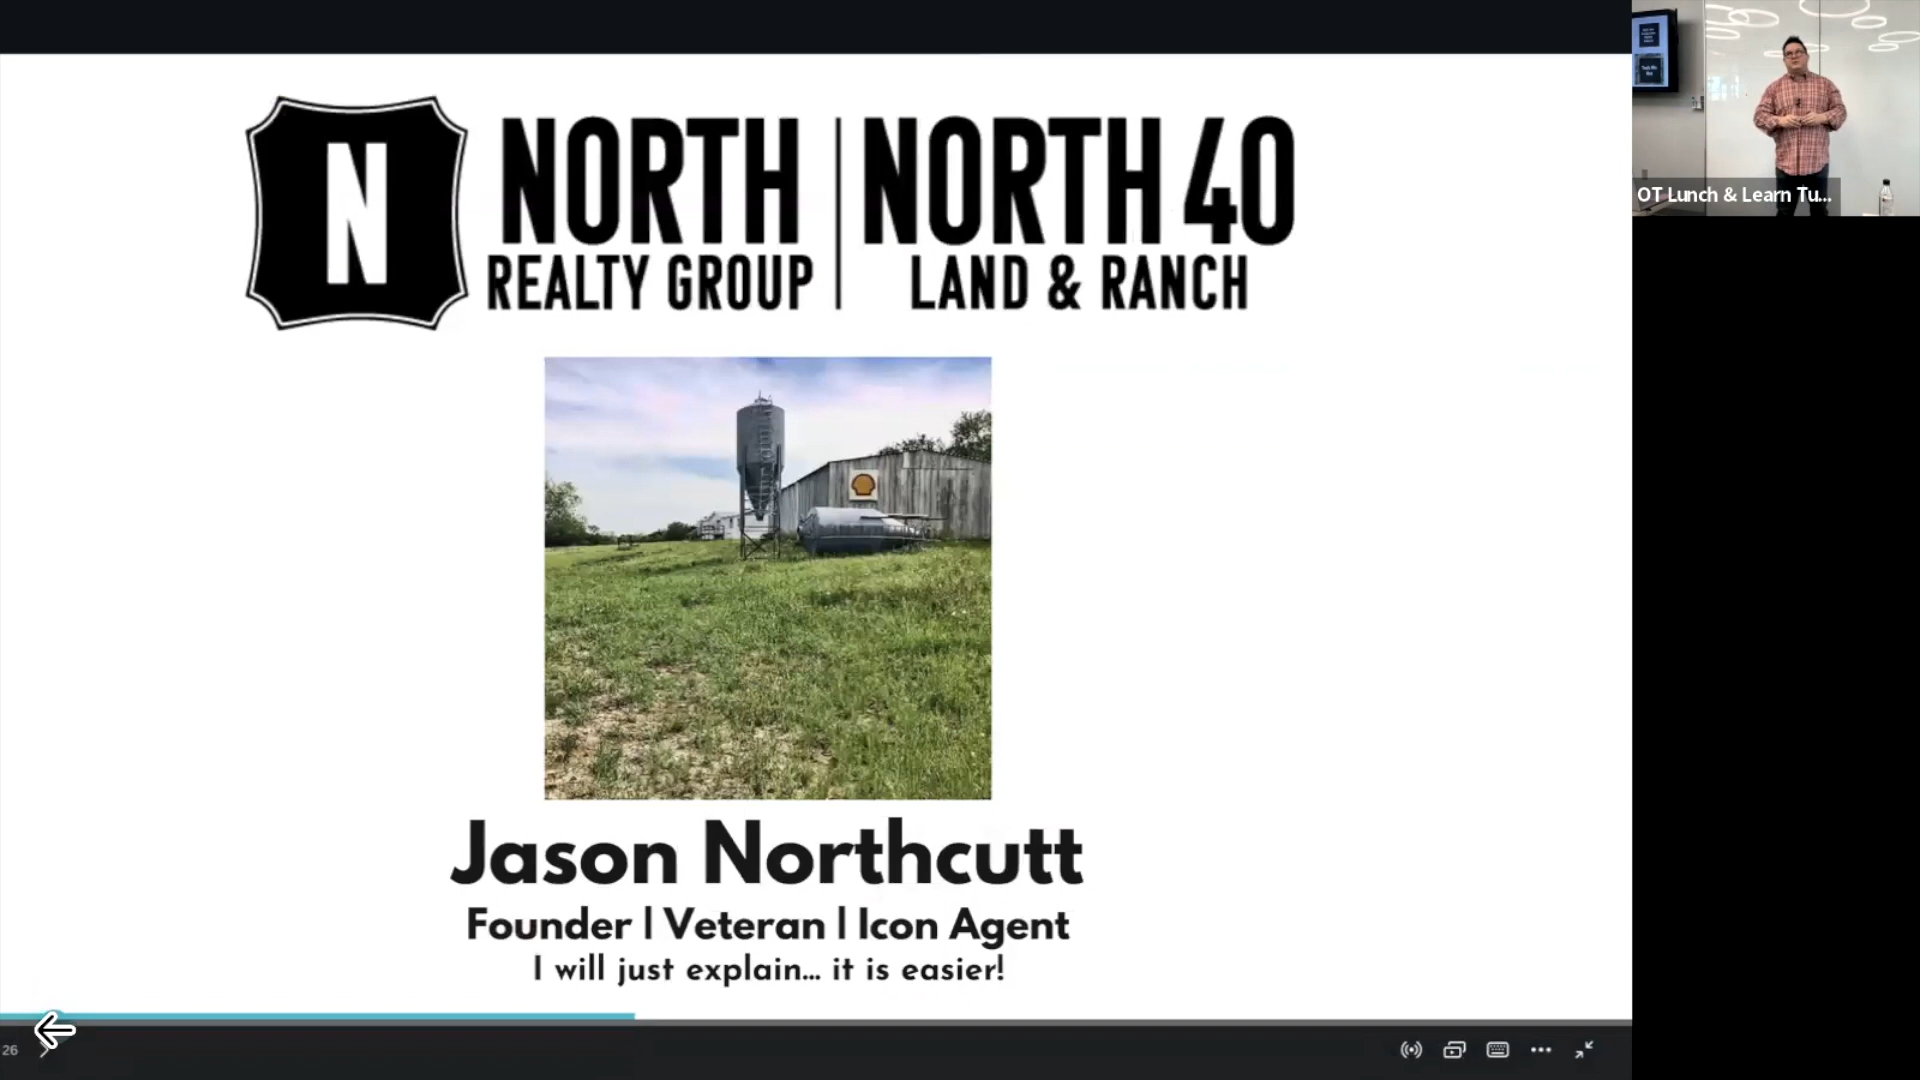 N
NORTH | NORTH 40
REALTY GROUP | LAND & RANCH
Jason Northcutt
Founder | Veteran | Icon Agent
I will just explain... it is easier!
OT Lunch & Learn Tu...
26